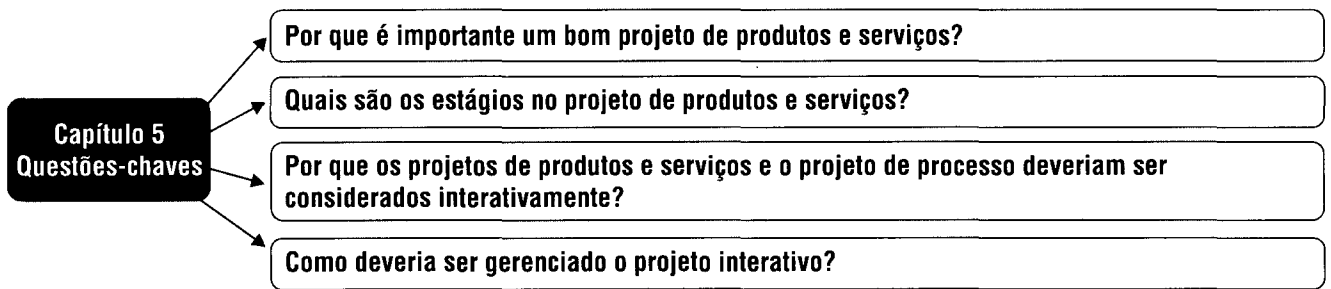 Capítulo 5
Questões-chaves
Por que é importante um bom projeto de produtos e serviços?
Quais são os estágios no projeto de produtos e serviços?
Por que os projetos de produtos e serviços e o projeto de processo deveriam ser
considerados interativamente?
Como deveria ser gerenciado o projeto interativo?